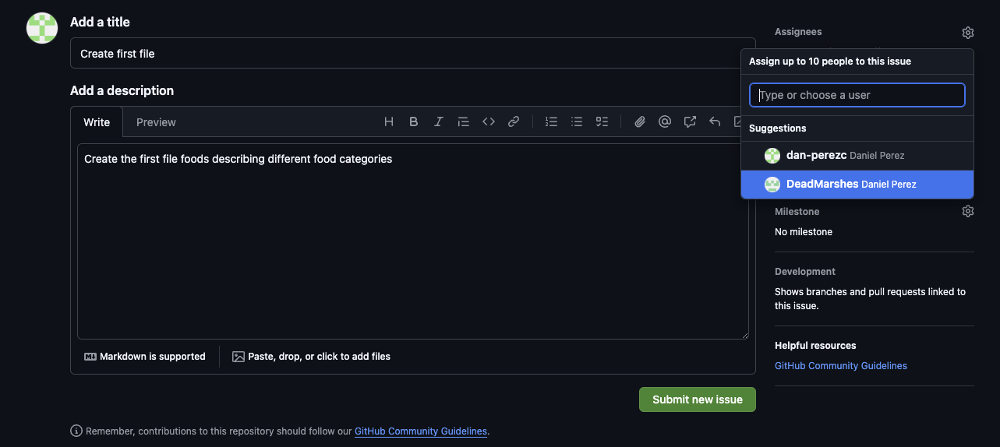 Add a title
Create first file
Add a description
Write Preview
Create the first file foods describing different food categories
Markdown is supported
Paste, drop, or click to add files
Submit new issue
Remember, contributions to this repository should follow our GitHub Community Guidelines.
Assignees
Assign up to 10 people to this issue
Type or choose a user
Suggestions
dan-perezc Daniel Perez
DeadMarshes Daniel Perez
Milestone
No milestone
Development
Shows branches and pull requests linked to
this issue.
Helpful resources
GitHub Community Guidelines